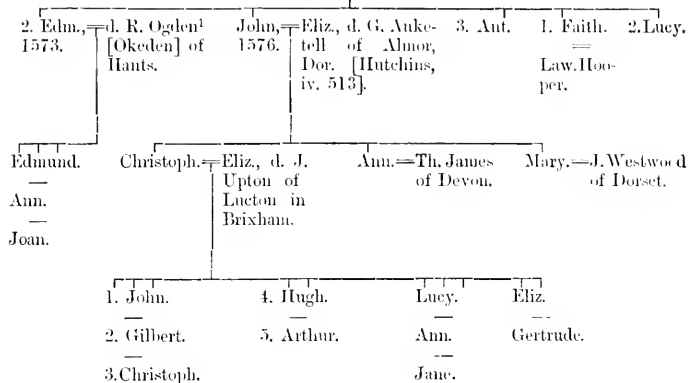 2. Edm., d. R. Ogden¹ John, Eliz., d. G. Anke- 3. Ant. 1. Faith. 2. Lucy.
1573. [Okeden] of 1576. tell of Almor, =
Hants. Dor. [Hutchins, Law. Hoo-
iv. 513]. per.
Edmund. Christoph.=Eliz., d. J. Ann.=Th. James Mary.=J. Westwood
— Upton of of Devon. of Dorset.
Ann. Lucton in
— Brixham.
Joan.
1. John. 4. Hugh. Lucy. Eliz.
— — — —
2. Gilbert. 5. Arthur. Ann. Gertrude.
— —
3. Christoph. Jane.